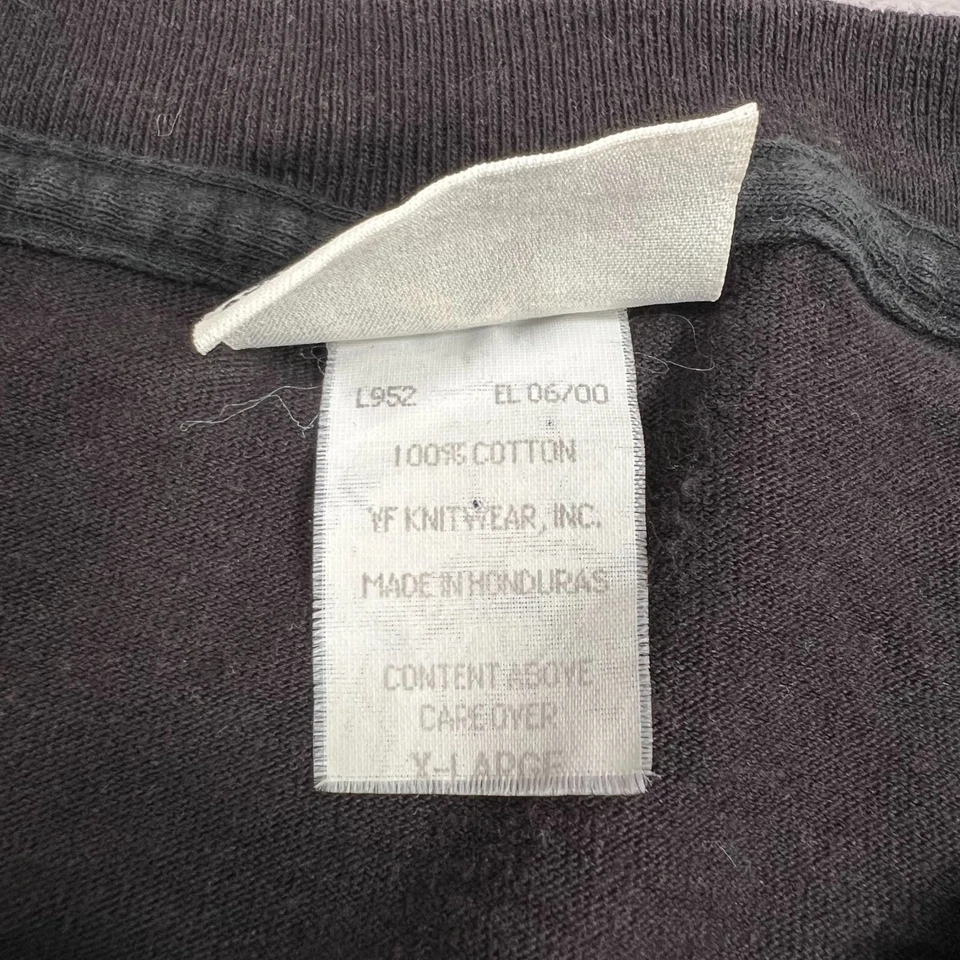 L952 EL 06/00
100% COTTON
VF KNITWEAR, INC.
MADE IN HONDURAS
CONTENT ABOVE
CARE OVER
X-LARGE